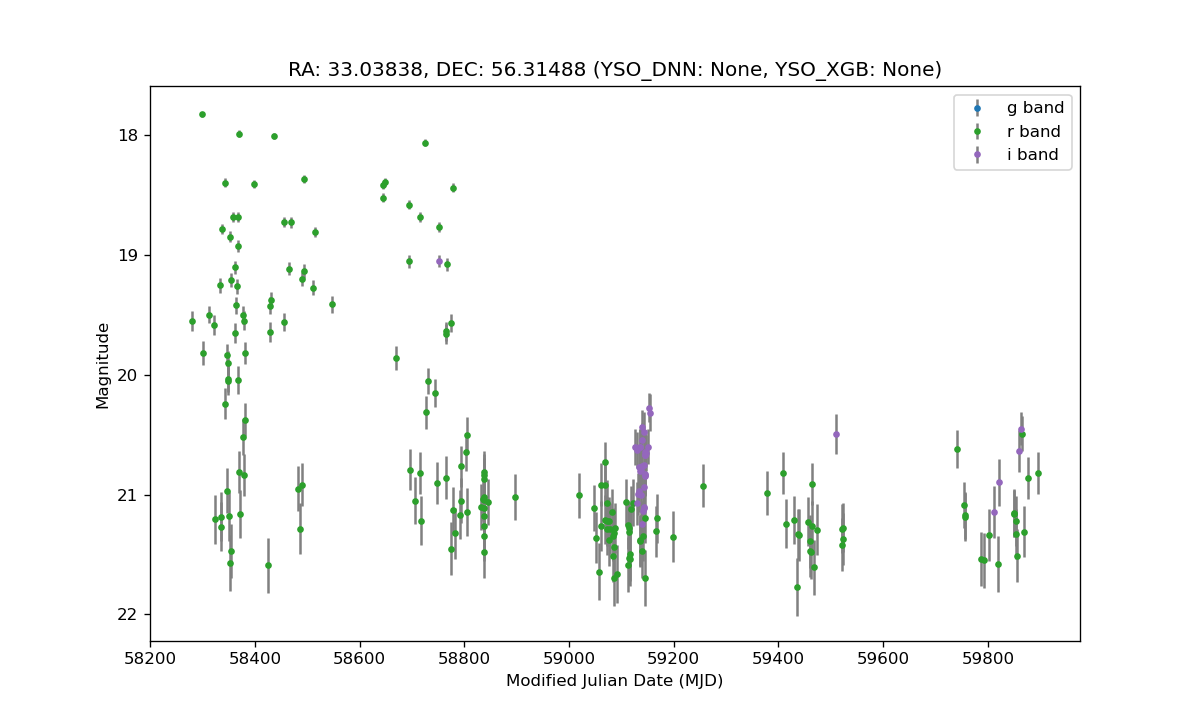 RA: 33.03838, DEC: 56.31488 (YSO_DNN: None, YSO_XGB: None)
g band
r band
i band
18
19
20
21
22
Magnitude
58200 58400 58600 58800 59000 59200 59400 59600 59800
Modified Julian Date (MJD)